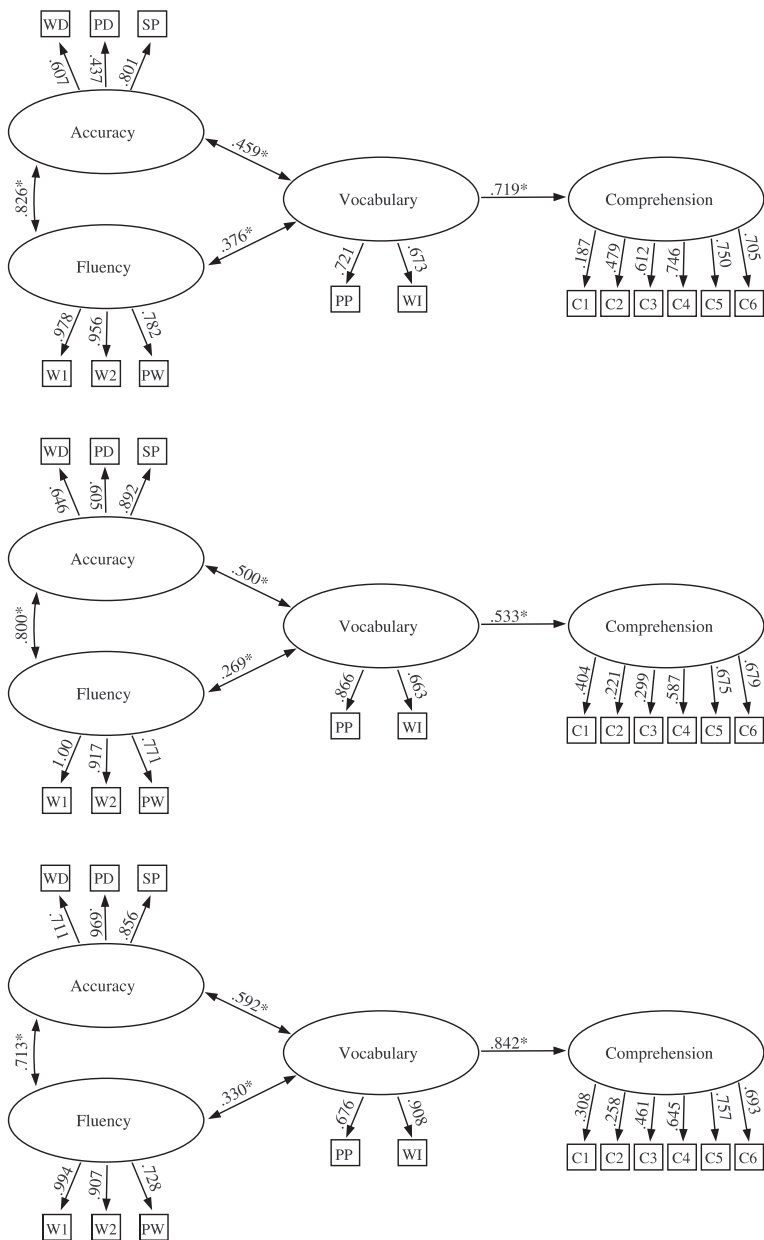 WD PD SP
.607 .437 .801
Accuracy
.459*
.826*
Vocabulary
.719*
Comprehension
.376*
Fluency
.721 .673
.187 .479 .612 .746 .750 .705
PP WI
C1 C2 C3 C4 C5 C6
.978 .956 .782
W1 W2 PW
WD PD SP
.646 .605 .892
Accuracy
.500*
.800*
Vocabulary
.533*
Comprehension
.269*
Fluency
.866 .663
.404 .221 .299 .587 .675 .679
PP WI
C1 C2 C3 C4 C5 C6
1.00 .917 .771
W1 W2 PW
WD PD SP
.711 .696 .856
Accuracy
.592*
.713*
Vocabulary
.842*
Comprehension
.330*
Fluency
.676 .908
.308 .258 .461 .645 .757 .693
PP WI
C1 C2 C3 C4 C5 C6
.994 .907 .728
W1 W2 PW